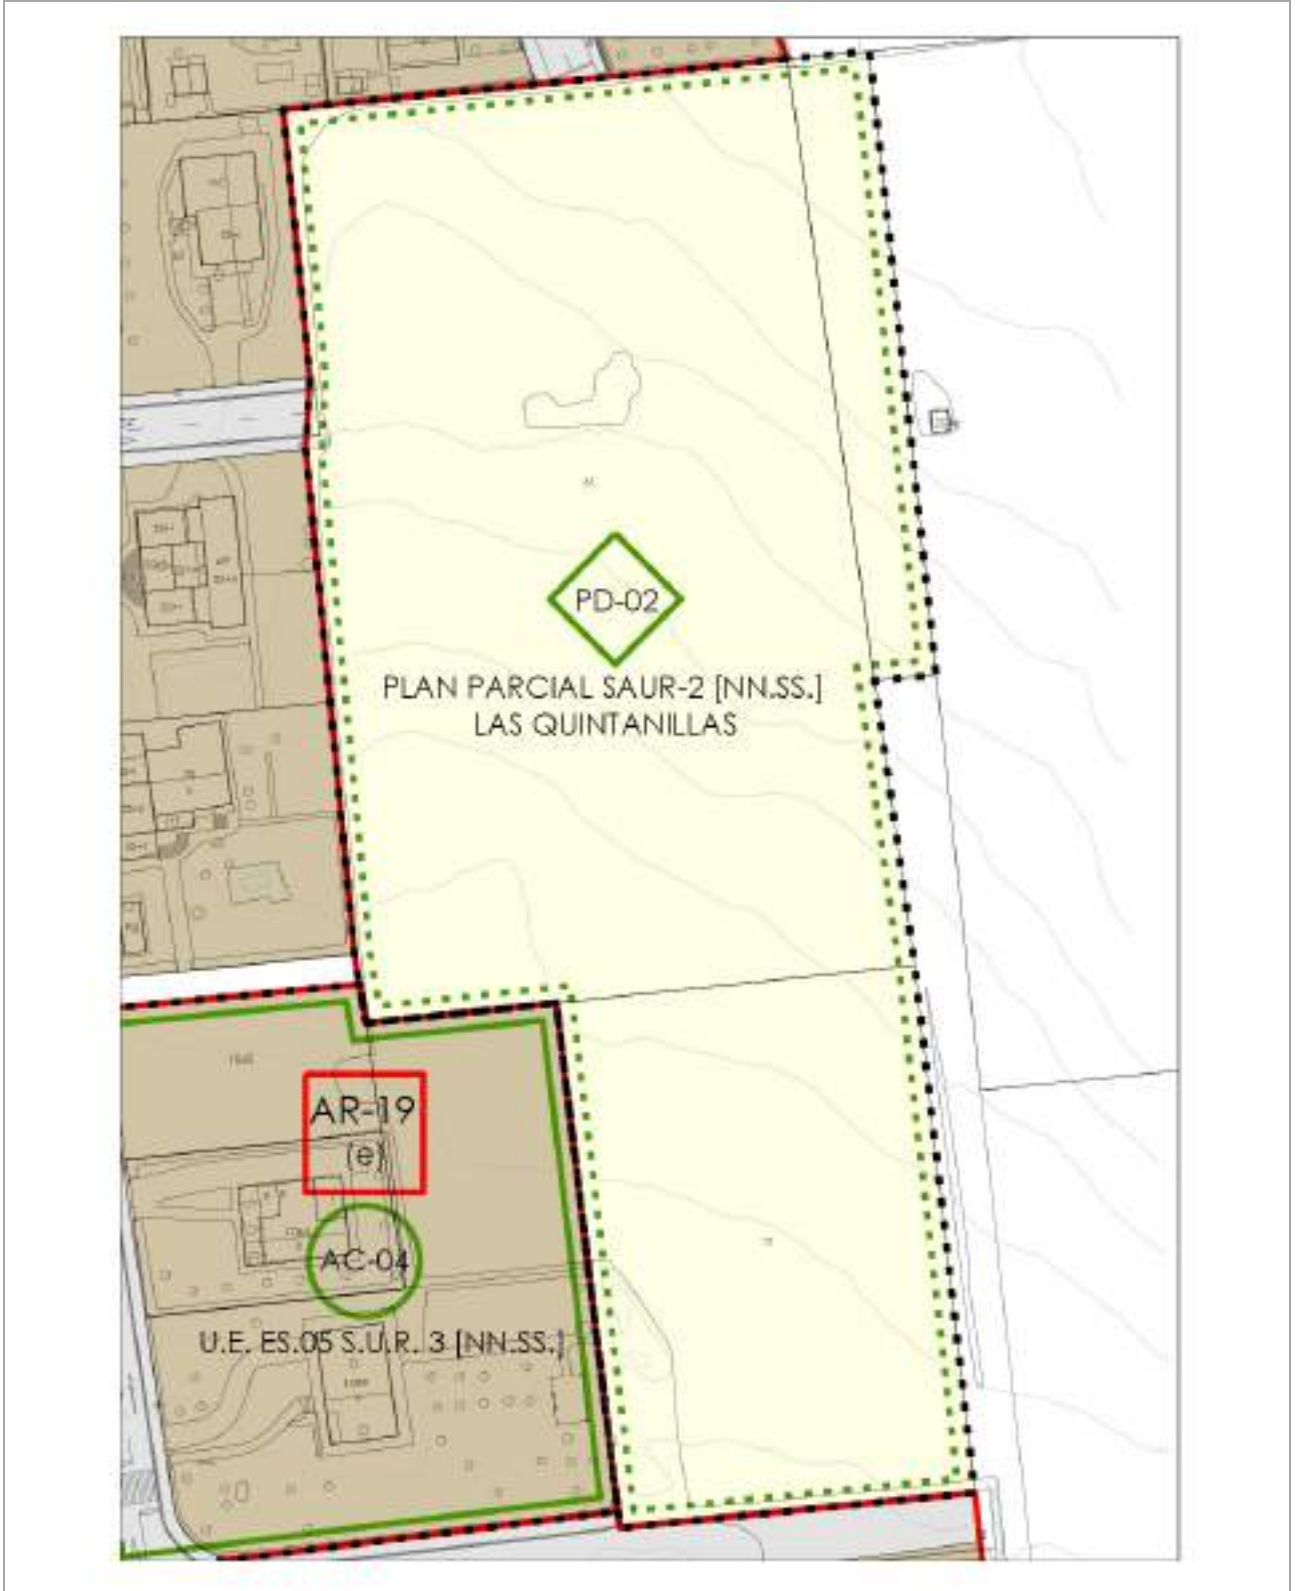 PD-02
PLAN PARCIAL SAUR-2 [NN.SS.]
LAS QUINTANILLAS
AR-19
(e)
AC-04
U.E. ES.05 S.U.R. 3 [NN.SS.]